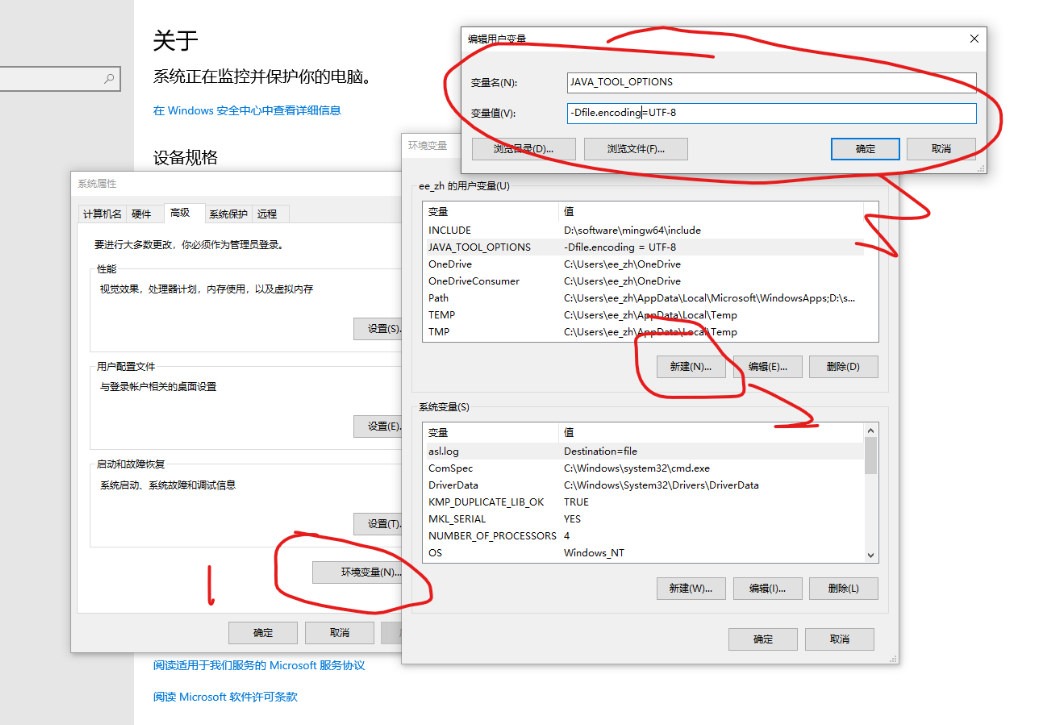 关于
系统正在监控并保护你的电脑。
在 Windows 安全中心中查看详细信息
设备规格
系统属性
计算机名 硬件 高级 系统保护 远程
要进行大多数更改，你必须作为管理员登录。
性能
视觉效果，处理器计划，内存使用，以及虚拟内存
设置(S)...
用户配置文件
与登录帐户相关的桌面设置
设置(E)...
启动和故障恢复
系统启动、系统故障和调试信息
设置(T)...
环境变量(N)...
确定 取消
阅读适用于我们服务的 Microsoft 服务协议
阅读 Microsoft 软件许可条款
编辑用户变量
变量名(N): JAVA_TOOL_OPTIONS
变量值(V): -Dfile.encoding=UTF-8
浏览目录(D)... 浏览文件(F)... 确定 取消
环境变量
ee_zh 的用户变量(U)
变量 值
INCLUDE D:\software\mingw64\include
JAVA_TOOL_OPTIONS -Dfile.encoding = UTF-8
OneDrive C:\Users\ee_zh\OneDrive
OneDriveConsumer C:\Users\ee_zh\OneDrive
Path C:\Users\ee_zh\AppData\Local\Microsoft\WindowsApps;D:\s...
TEMP C:\Users\ee_zh\AppData\Local\Temp
TMP C:\Users\ee_zh\AppData\Local\Temp
新建(N)... 编辑(E)... 删除(D)
系统变量(S)
变量 值
asl.log Destination=file
ComSpec C:\Windows\system32\cmd.exe
DriverData C:\Windows\System32\Drivers\DriverData
KMP_DUPLICATE_LIB_OK TRUE
MKL_SERIAL YES
NUMBER_OF_PROCESSORS 4
OS Windows_NT
新建(W)... 编辑(I)... 删除(L)
确定 取消